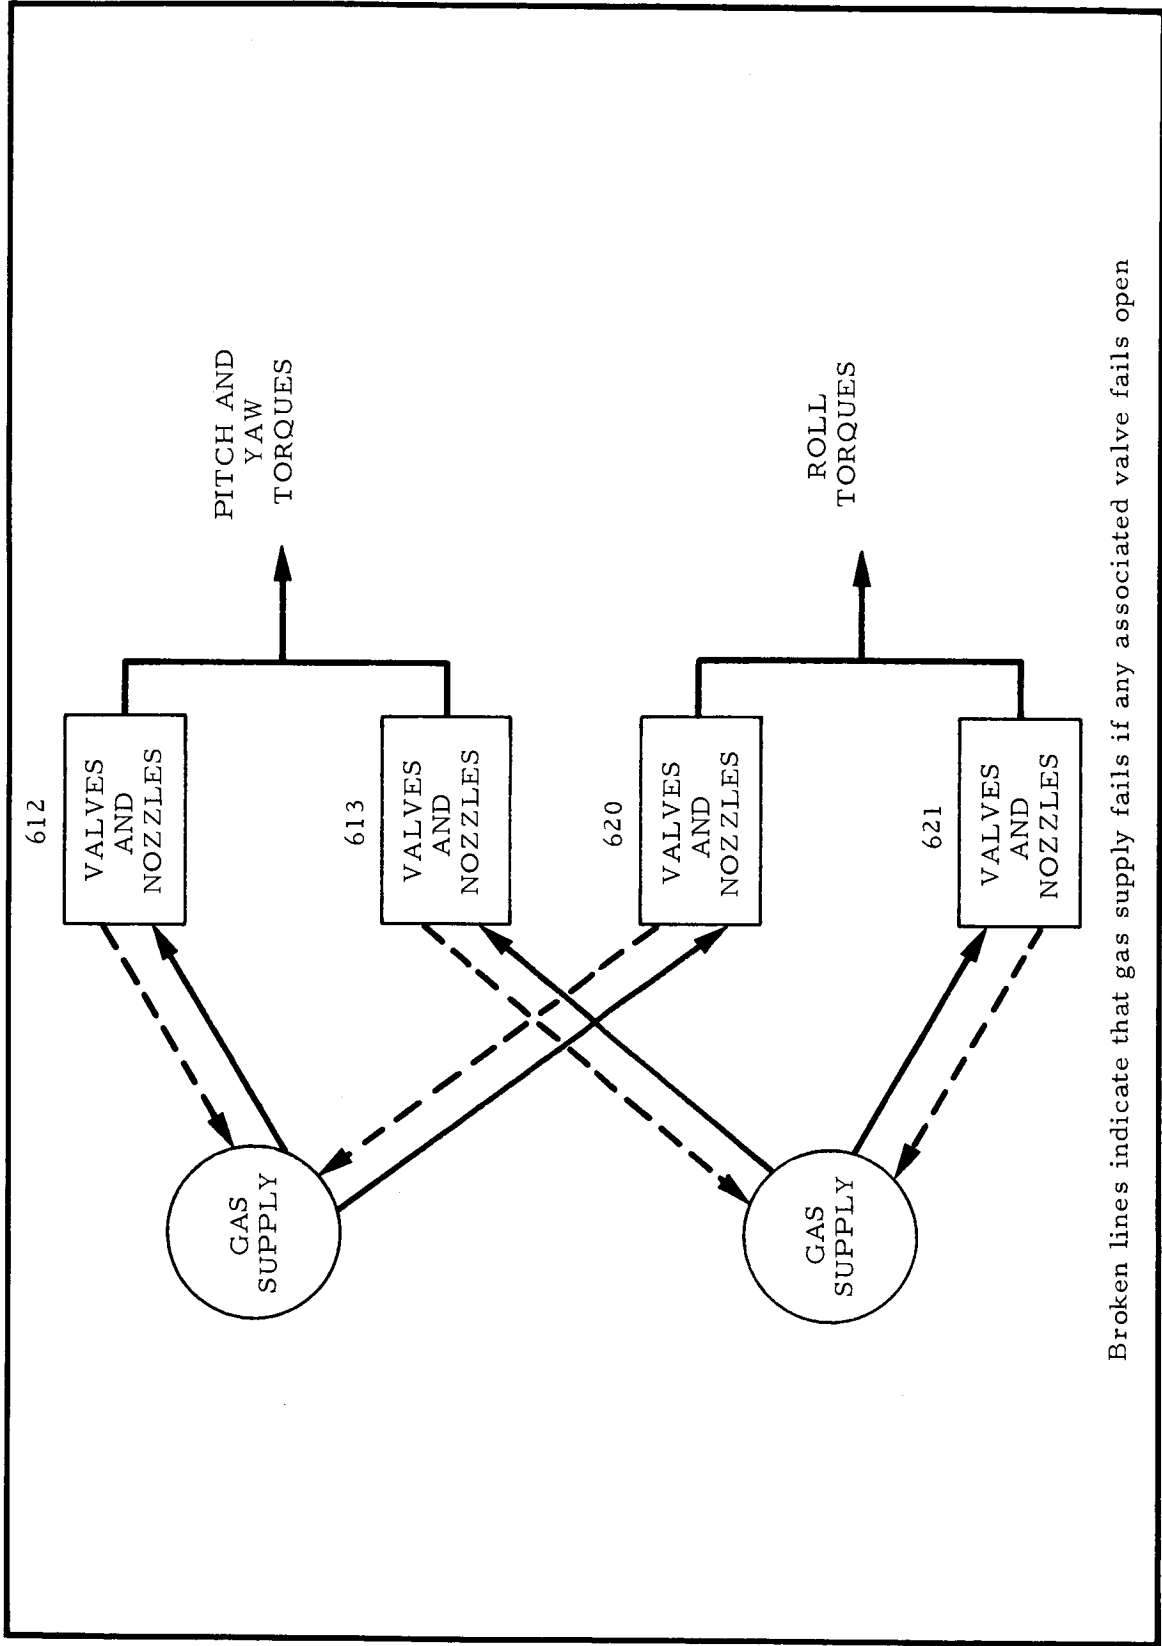 612
VALVES
AND
NOZZLES
613
VALVES
AND
NOZZLES
620
VALVES
AND
NOZZLES
621
VALVES
AND
NOZZLES
GAS
SUPPLY
GAS
SUPPLY
PITCH AND
YAW
TORQUES
ROLL
TORQUES
Broken lines indicate that gas supply fails if any associated valve fails open